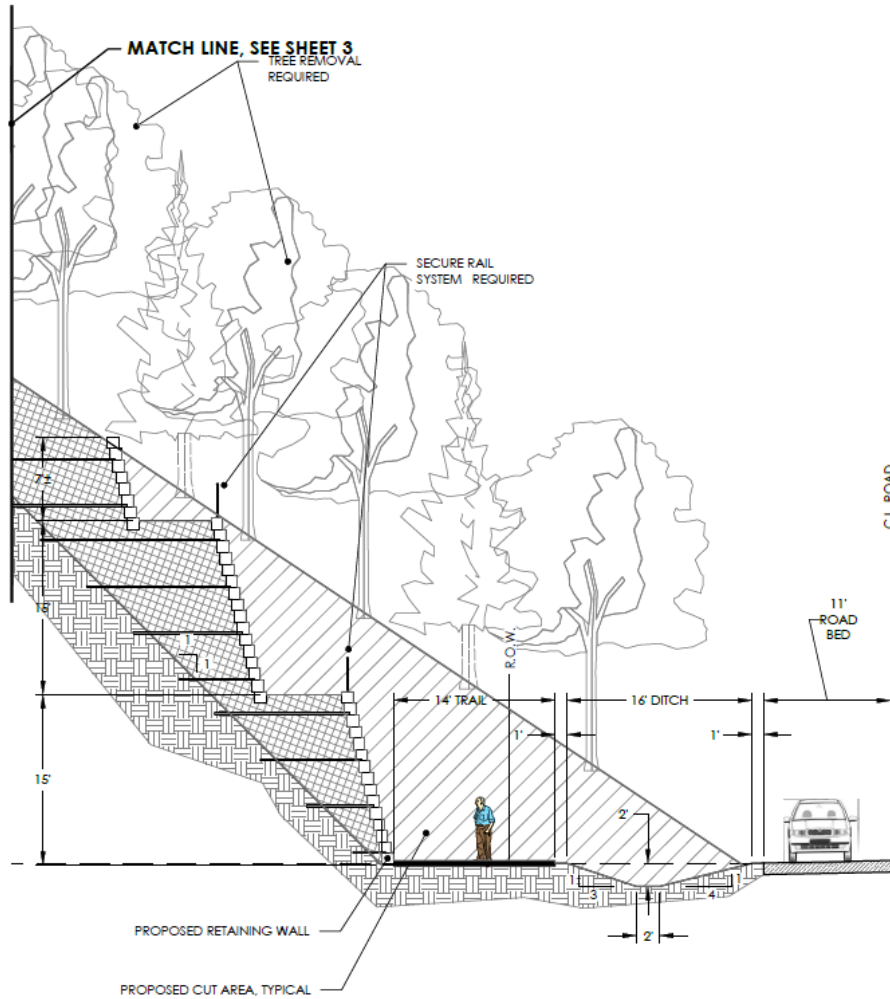 MATCH LINE, SEE SHEET 3
TREE REMOVAL
REQUIRED
SECURE RAIL
SYSTEM REQUIRED
C.L. ROAD
7'±
11'
ROAD
BED
15'
1
1
R.O.W.
14' TRAIL
16' DITCH
1'
1'
15'
2'
1
3
1
4
2'
PROPOSED RETAINING WALL
PROPOSED CUT AREA, TYPICAL